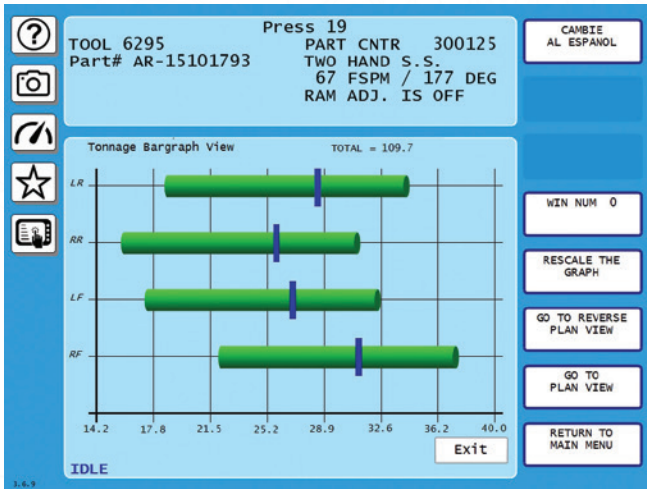 Press 19
TOOL 6295
PART CNTR 300125
Part# AR-15101793
TWO HAND S.S.
67 FSPM / 177 DEG
RAM ADJ. IS OFF
CAMBIE
AL ESPANOL
Tonnage Bargraph View
TOTAL = 109.7
LR
RR
LF
RF
14.2 17.8 21.5 25.2 28.9 32.6 36.2 40.0
Exit
IDLE
WIN NUM 0
RESCALE THE
GRAPH
GO TO REVERSE
PLAN VIEW
GO TO
PLAN VIEW
RETURN TO
MAIN MENU
3.6.9